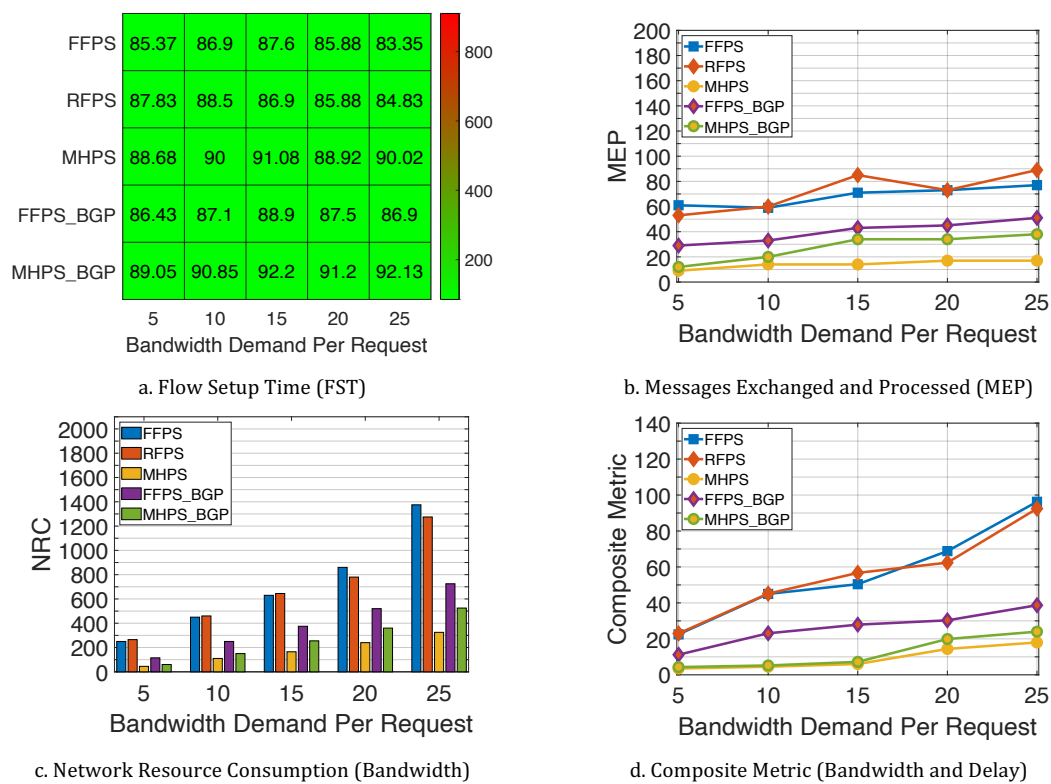 FFPS 85.37 86.9 87.6 85.88 83.35
RFPS 87.83 88.5 86.9 85.88 84.83
MHPS 88.68 90 91.08 88.92 90.02
FFPS_BGP 86.43 87.1 88.9 87.5 86.9
MHPS_BGP 89.05 90.85 92.2 91.2 92.13
5 10 15 20 25
Bandwidth Demand Per Request
800
600
400
200
a. Flow Setup Time (FST)
200
180
160
140
120
100
80
60
40
20
0
MEP
FFPS
RFPS
MHPS
FFPS_BGP
MHPS_BGP
5 10 15 20 25
Bandwidth Demand Per Request
b. Messages Exchanged and Processed (MEP)
2000
1800
1600
1400
1200
1000
800
600
400
200
0
NRC
FFPS
RFPS
MHPS
FFPS_BGP
MHPS_BGP
5 10 15 20 25
Bandwidth Demand Per Request
c. Network Resource Consumption (Bandwidth)
140
120
100
80
60
40
20
0
Composite Metric
FFPS
RFPS
MHPS
FFPS_BGP
MHPS_BGP
5 10 15 20 25
Bandwidth Demand Per Request
d. Composite Metric (Bandwidth and Delay)